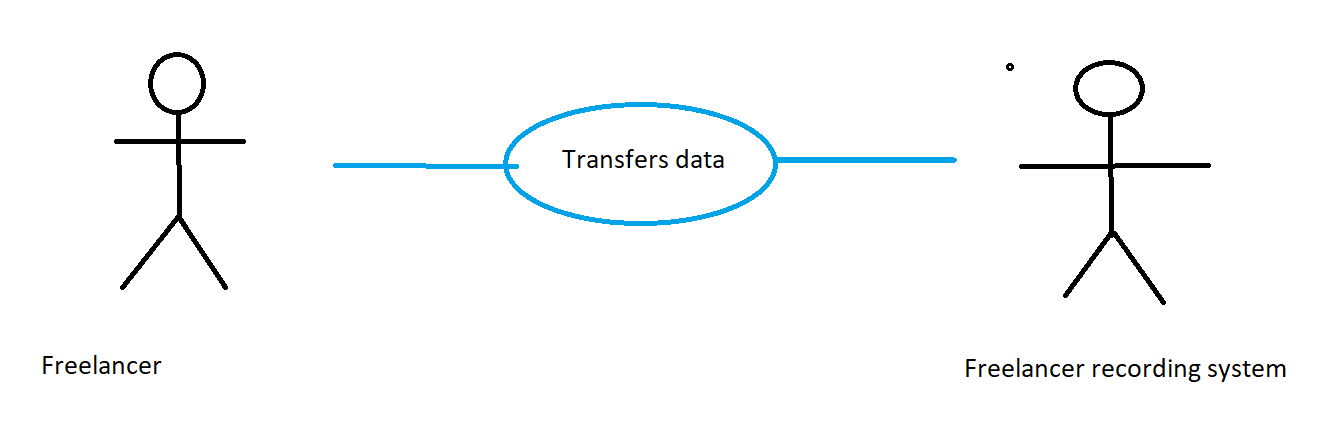 Transfers data
Freelancer
Freelancer recording system